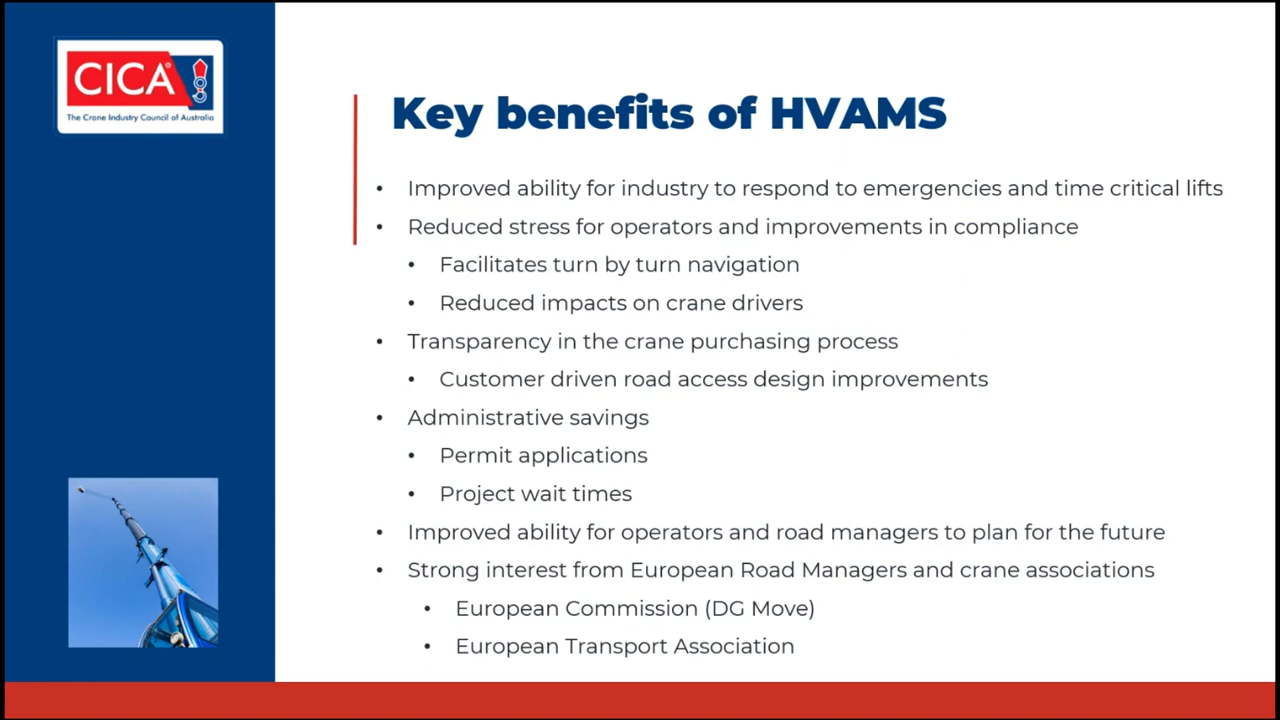 CICA®
The Crane Industry Council of Australia
Key benefits of HVAMS
• Improved ability for industry to respond to emergencies and time critical lifts
• Reduced stress for operators and improvements in compliance
• Facilitates turn by turn navigation
• Reduced impacts on crane drivers
• Transparency in the crane purchasing process
• Customer driven road access design improvements
• Administrative savings
• Permit applications
• Project wait times
• Improved ability for operators and road managers to plan for the future
• Strong interest from European Road Managers and crane associations
• European Commission (DG Move)
• European Transport Association